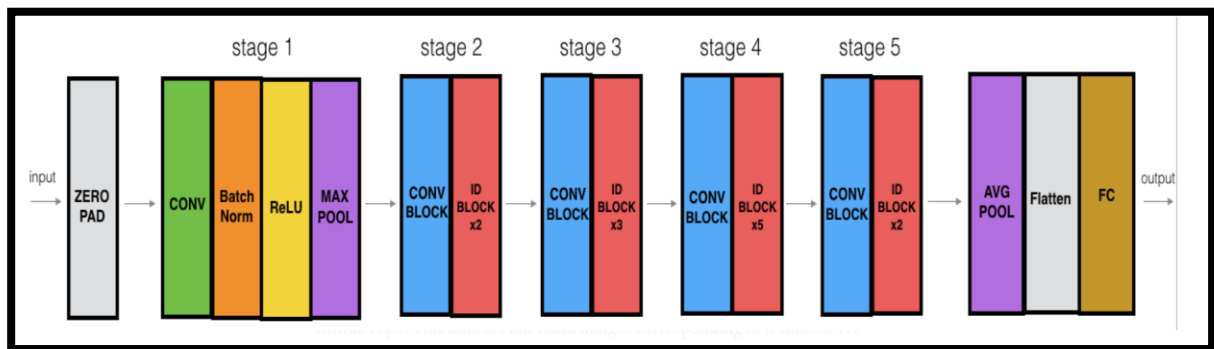 stage 1
stage 2
stage 3
stage 4
stage 5
input
ZERO
PAD
CONV
Batch
Norm
ReLU
MAX
POOL
CONV
BLOCK
ID
BLOCK
x2
CONV
BLOCK
ID
BLOCK
x3
CONV
BLOCK
ID
BLOCK
x5
CONV
BLOCK
ID
BLOCK
x2
AVG
POOL
Flatten
FC
output